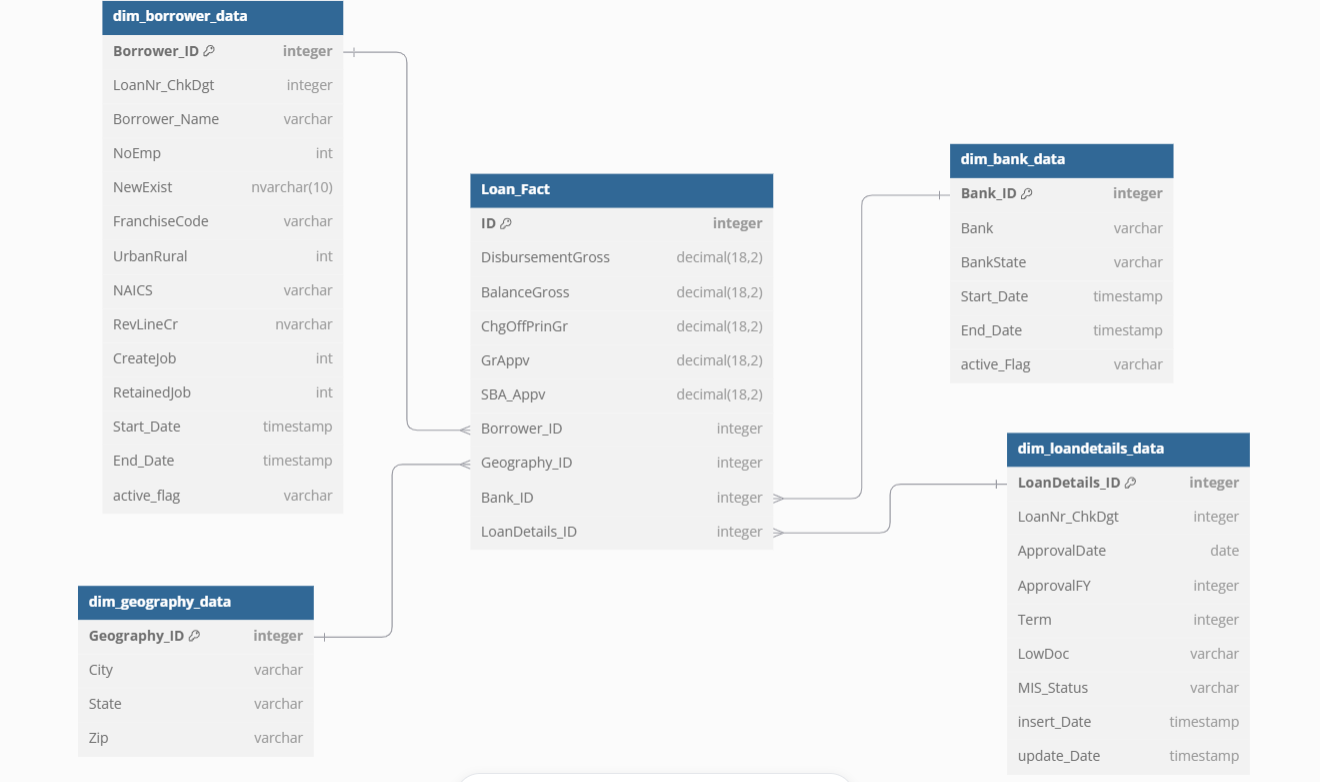 dim_borrower_data
Borrower_ID integer
LoanNr_ChkDgt integer
Borrower_Name varchar
NoEmp int
NewExist nvarchar(10)
FranchiseCode varchar
UrbanRural int
NAICS varchar
RevLineCr nvarchar
CreateJob int
RetainedJob int
Start_Date timestamp
End_Date timestamp
active_flag varchar
dim_geography_data
Geography_ID integer
City varchar
State varchar
Zip varchar
Loan_Fact
ID integer
DisbursementGross decimal(18,2)
BalanceGross decimal(18,2)
ChgOffPrinGr decimal(18,2)
GrAppv decimal(18,2)
SBA_Appv decimal(18,2)
Borrower_ID integer
Geography_ID integer
Bank_ID integer
LoanDetails_ID integer
dim_bank_data
Bank_ID integer
Bank varchar
BankState varchar
Start_Date timestamp
End_Date timestamp
active_Flag varchar
dim_loandetails_data
LoanDetails_ID integer
LoanNr_ChkDgt integer
ApprovalDate date
ApprovalFY integer
Term integer
LowDoc varchar
MIS_Status varchar
insert_Date timestamp
update_Date timestamp